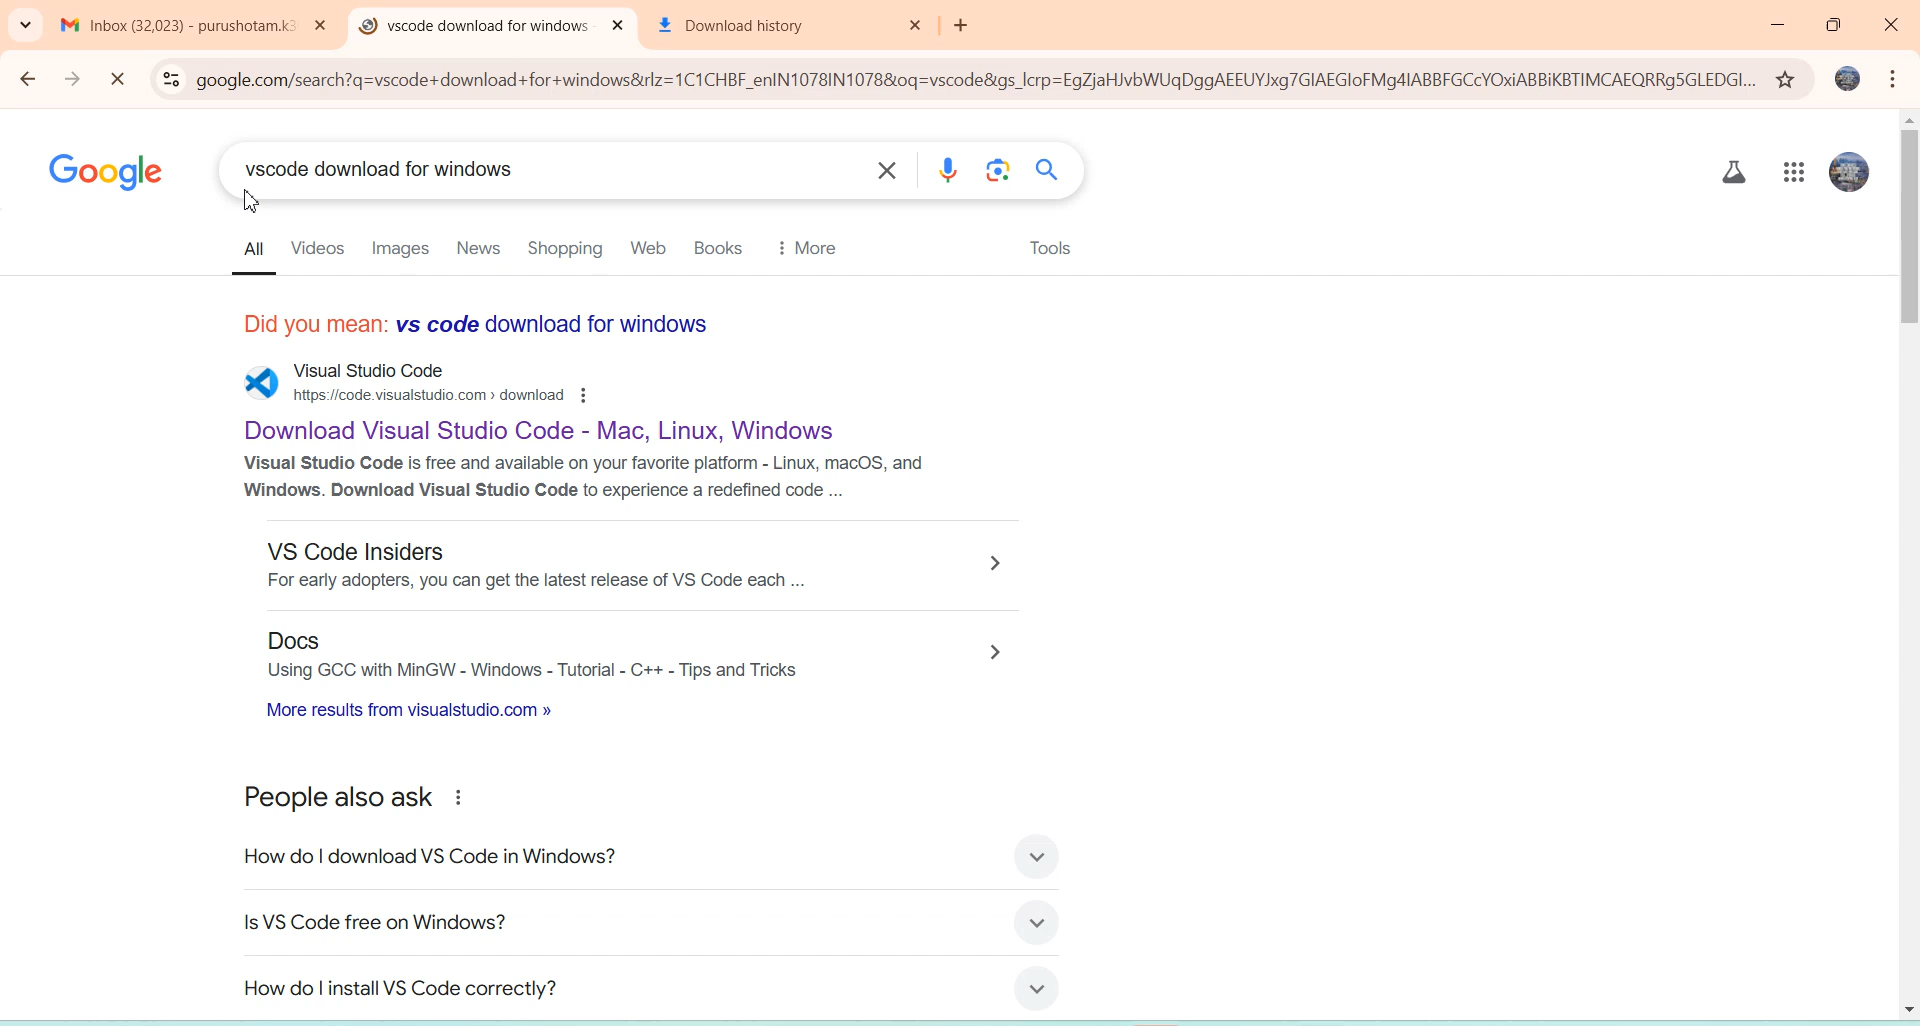 Inbox (32,023) - purushotam.k3
vscode download for windows
Download history
google.com/search?q=vscode+download+for+windows&rlz=1C1CHBF_enIN1078IN1078&oq=vscode&gs_lcrp=EgZjaHJvbWUqDggAEEUYJxg7GIAEGIoFMg4IABBFGCcYOxiABBiKBTIMCAEQRRg5GLEDGI...
Google
vscode download for windows
All Videos Images News Shopping Web Books More Tools
Did you mean: vs code download for windows
Visual Studio Code
https://code.visualstudio.com › download
Download Visual Studio Code - Mac, Linux, Windows
Visual Studio Code is free and available on your favorite platform - Linux, macOS, and
Windows. Download Visual Studio Code to experience a redefined code ...
VS Code Insiders
For early adopters, you can get the latest release of VS Code each ...
Docs
Using GCC with MinGW - Windows - Tutorial - C++ - Tips and Tricks
More results from visualstudio.com »
People also ask
How do I download VS Code in Windows?
Is VS Code free on Windows?
How do I install VS Code correctly?